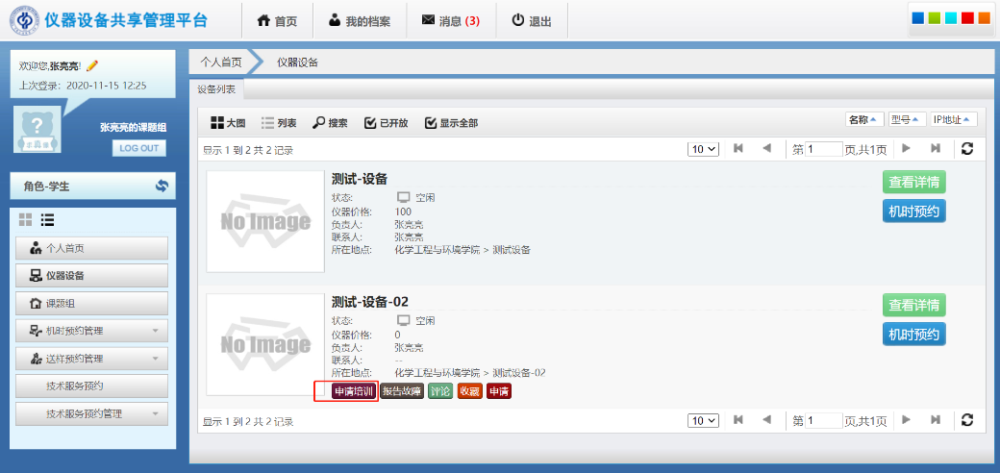 仪器设备共享管理平台
首页 我的档案 消息 (3) 退出
欢迎您,张亮亮!
上次登录：2020-11-15 12:25
张亮亮的课题组
LOG OUT
角色-学生
个人首页
仪器设备
课题组
机时预约管理
送样预约管理
技术服务预约
技术服务预约管理
个人首页 仪器设备
设备列表
大图 列表 搜索 已开放 显示全部 名称 型号 IP地址
显示 1 到 2 共 2 记录 10 第 1 页,共1页
No Image
测试-设备
状态: 空闲
仪器价格: 100
负责人: 张亮亮
联系人: 张亮亮
所在地点: 化学工程与环境学院 > 测试设备
查看详情
机时预约
No Image
测试-设备-02
状态: 空闲
仪器价格: 0
负责人: 张亮亮
联系人: --
所在地点: 化学工程与环境学院 > 测试设备-02
申请培训 报告故障 评论 收藏 申请
查看详情
机时预约
显示 1 到 2 共 2 记录 10 第 1 页,共1页